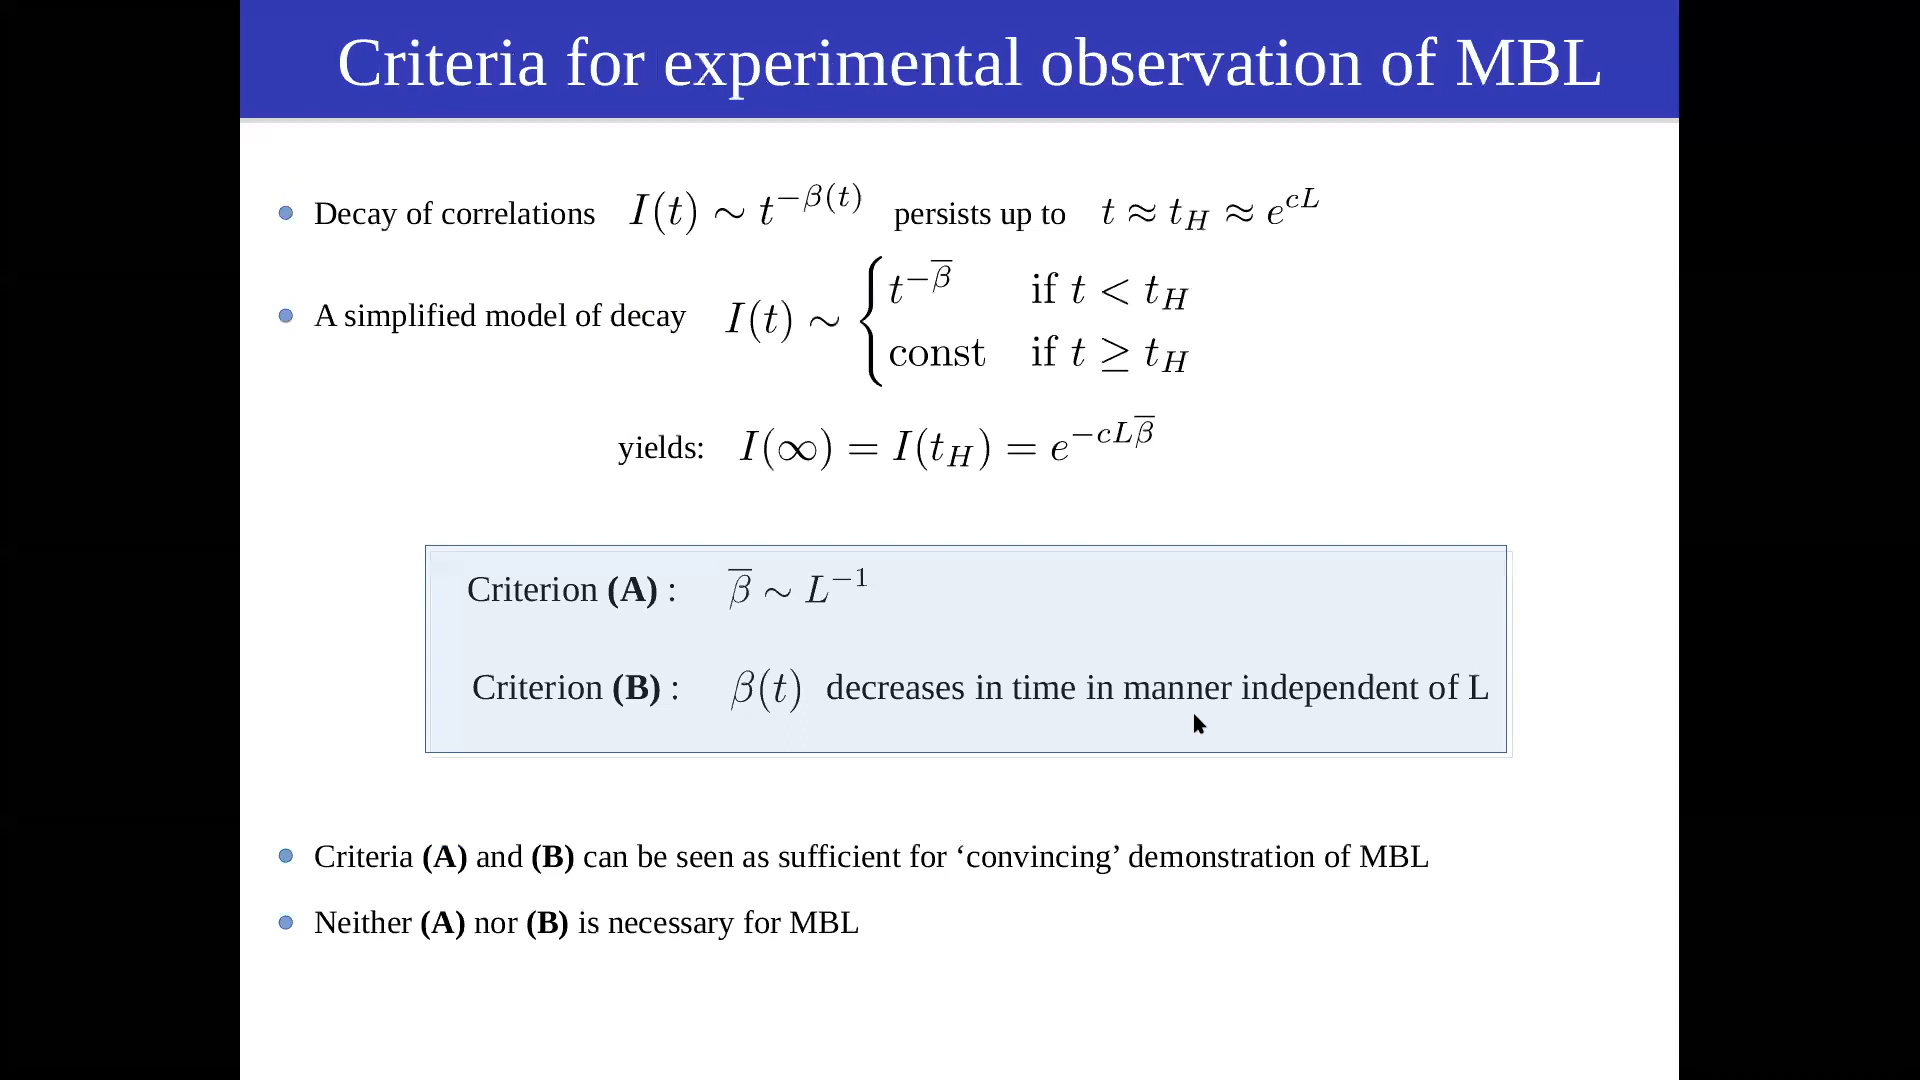 Criteria for experimental observation of MBL
Decay of correlations I(t) ∼ t^{−β(t)} persists up to t ≈ t_H ≈ e^{cL}
A simplified model of decay I(t) ∼ { t^{−β̅} if t < t_H
const if t ≥ t_H
yields: I(∞) = I(t_H) = e^{−cLβ̅}
Criterion (A) : β̅ ∼ L^{−1}
Criterion (B) : β(t) decreases in time in manner independent of L
Criteria (A) and (B) can be seen as sufficient for ‘convincing’ demonstration of MBL
Neither (A) nor (B) is necessary for MBL